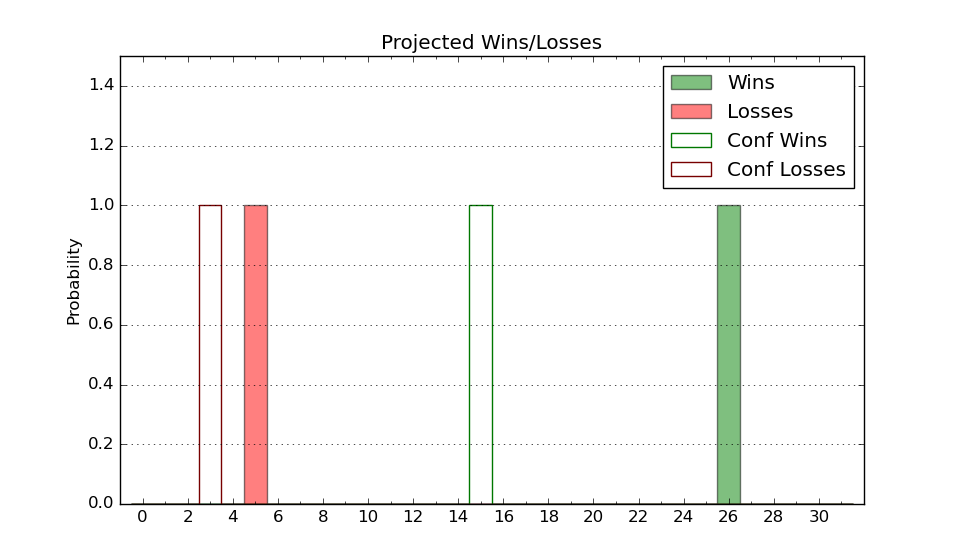 Projected Wins/Losses
Wins
Losses
Conf Wins
Conf Losses
Probability
1.4
1.2
1.0
0.8
0.6
0.4
0.2
0.0
0 2 4 6 8 10 12 14 16 18 20 22 24 26 28 30